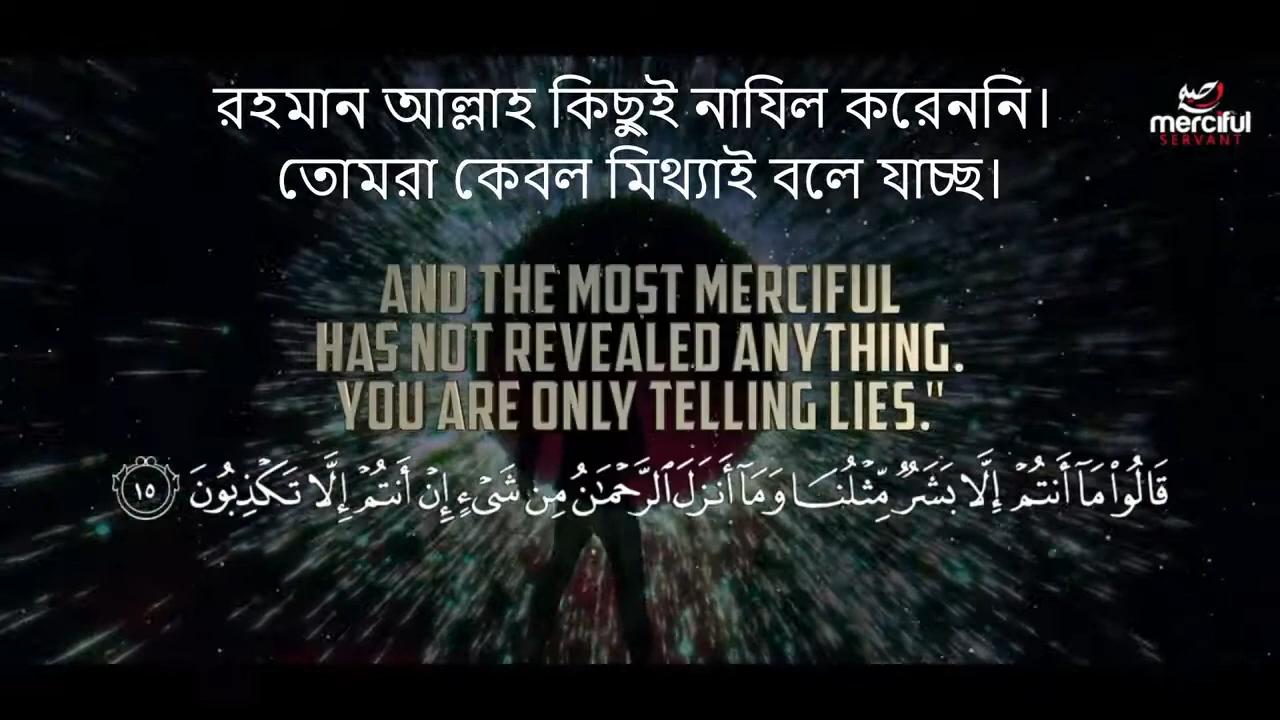 রহমান আল্লাহ কিছুই নাযিল করেননি।
তোমরা কেবল মিথ্যাই বলে যাচ্ছ।
merciful
SERVANT
AND THE MOST MERCIFUL
HAS NOT REVEALED ANYTHING.
YOU ARE ONLY TELLING LIES."
قَالُوا۟ مَآ أَنتُمْ إِلَّا بَشَرٌ مِّثْلُنَا وَمَآ أَنزَلَ ٱلرَّحْمَـٰنُ مِن شَىْءٍ إِنْ أَنتُمْ إِلَّا تَكْذِبُونَ ١٥